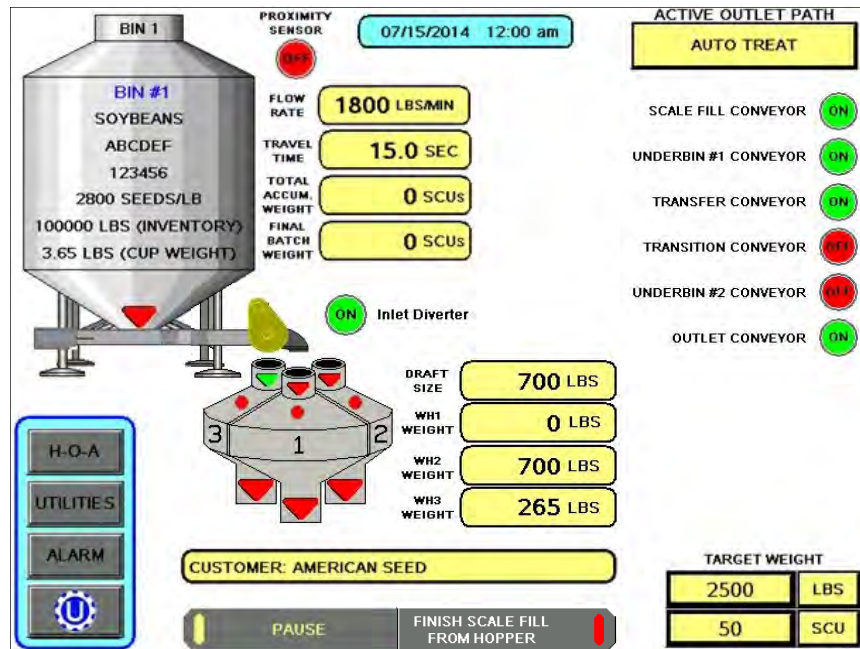 BIN 1
PROXIMITY
SENSOR
OFF
07/15/2014 12:00 am
ACTIVE OUTLET PATH
AUTO TREAT
BIN #1
SOYBEANS
ABCDEF
123456
2800 SEEDS/LB
100000 LBS (INVENTORY)
3.65 LBS (CUP WEIGHT)
FLOW
RATE
1800 LBS/MIN
TRAVEL
TIME
15.0 SEC
TOTAL
ACCUM.
WEIGHT
0 SCUs
FINAL
BATCH
WEIGHT
0 SCUs
SCALE FILL CONVEYOR ON
UNDERBIN #1 CONVEYOR ON
TRANSFER CONVEYOR ON
TRANSITION CONVEYOR OFF
UNDERBIN #2 CONVEYOR OFF
OUTLET CONVEYOR ON
ON Inlet Diverter
3
1
2
DRAFT
SIZE
700 LBS
WH1
WEIGHT
0 LBS
WH2
WEIGHT
700 LBS
WH3
WEIGHT
265 LBS
H-O-A
UTILITIES
ALARM
U
CUSTOMER: AMERICAN SEED
PAUSE
FINISH SCALE FILL
FROM HOPPER
TARGET WEIGHT
2500 LBS
50 SCU